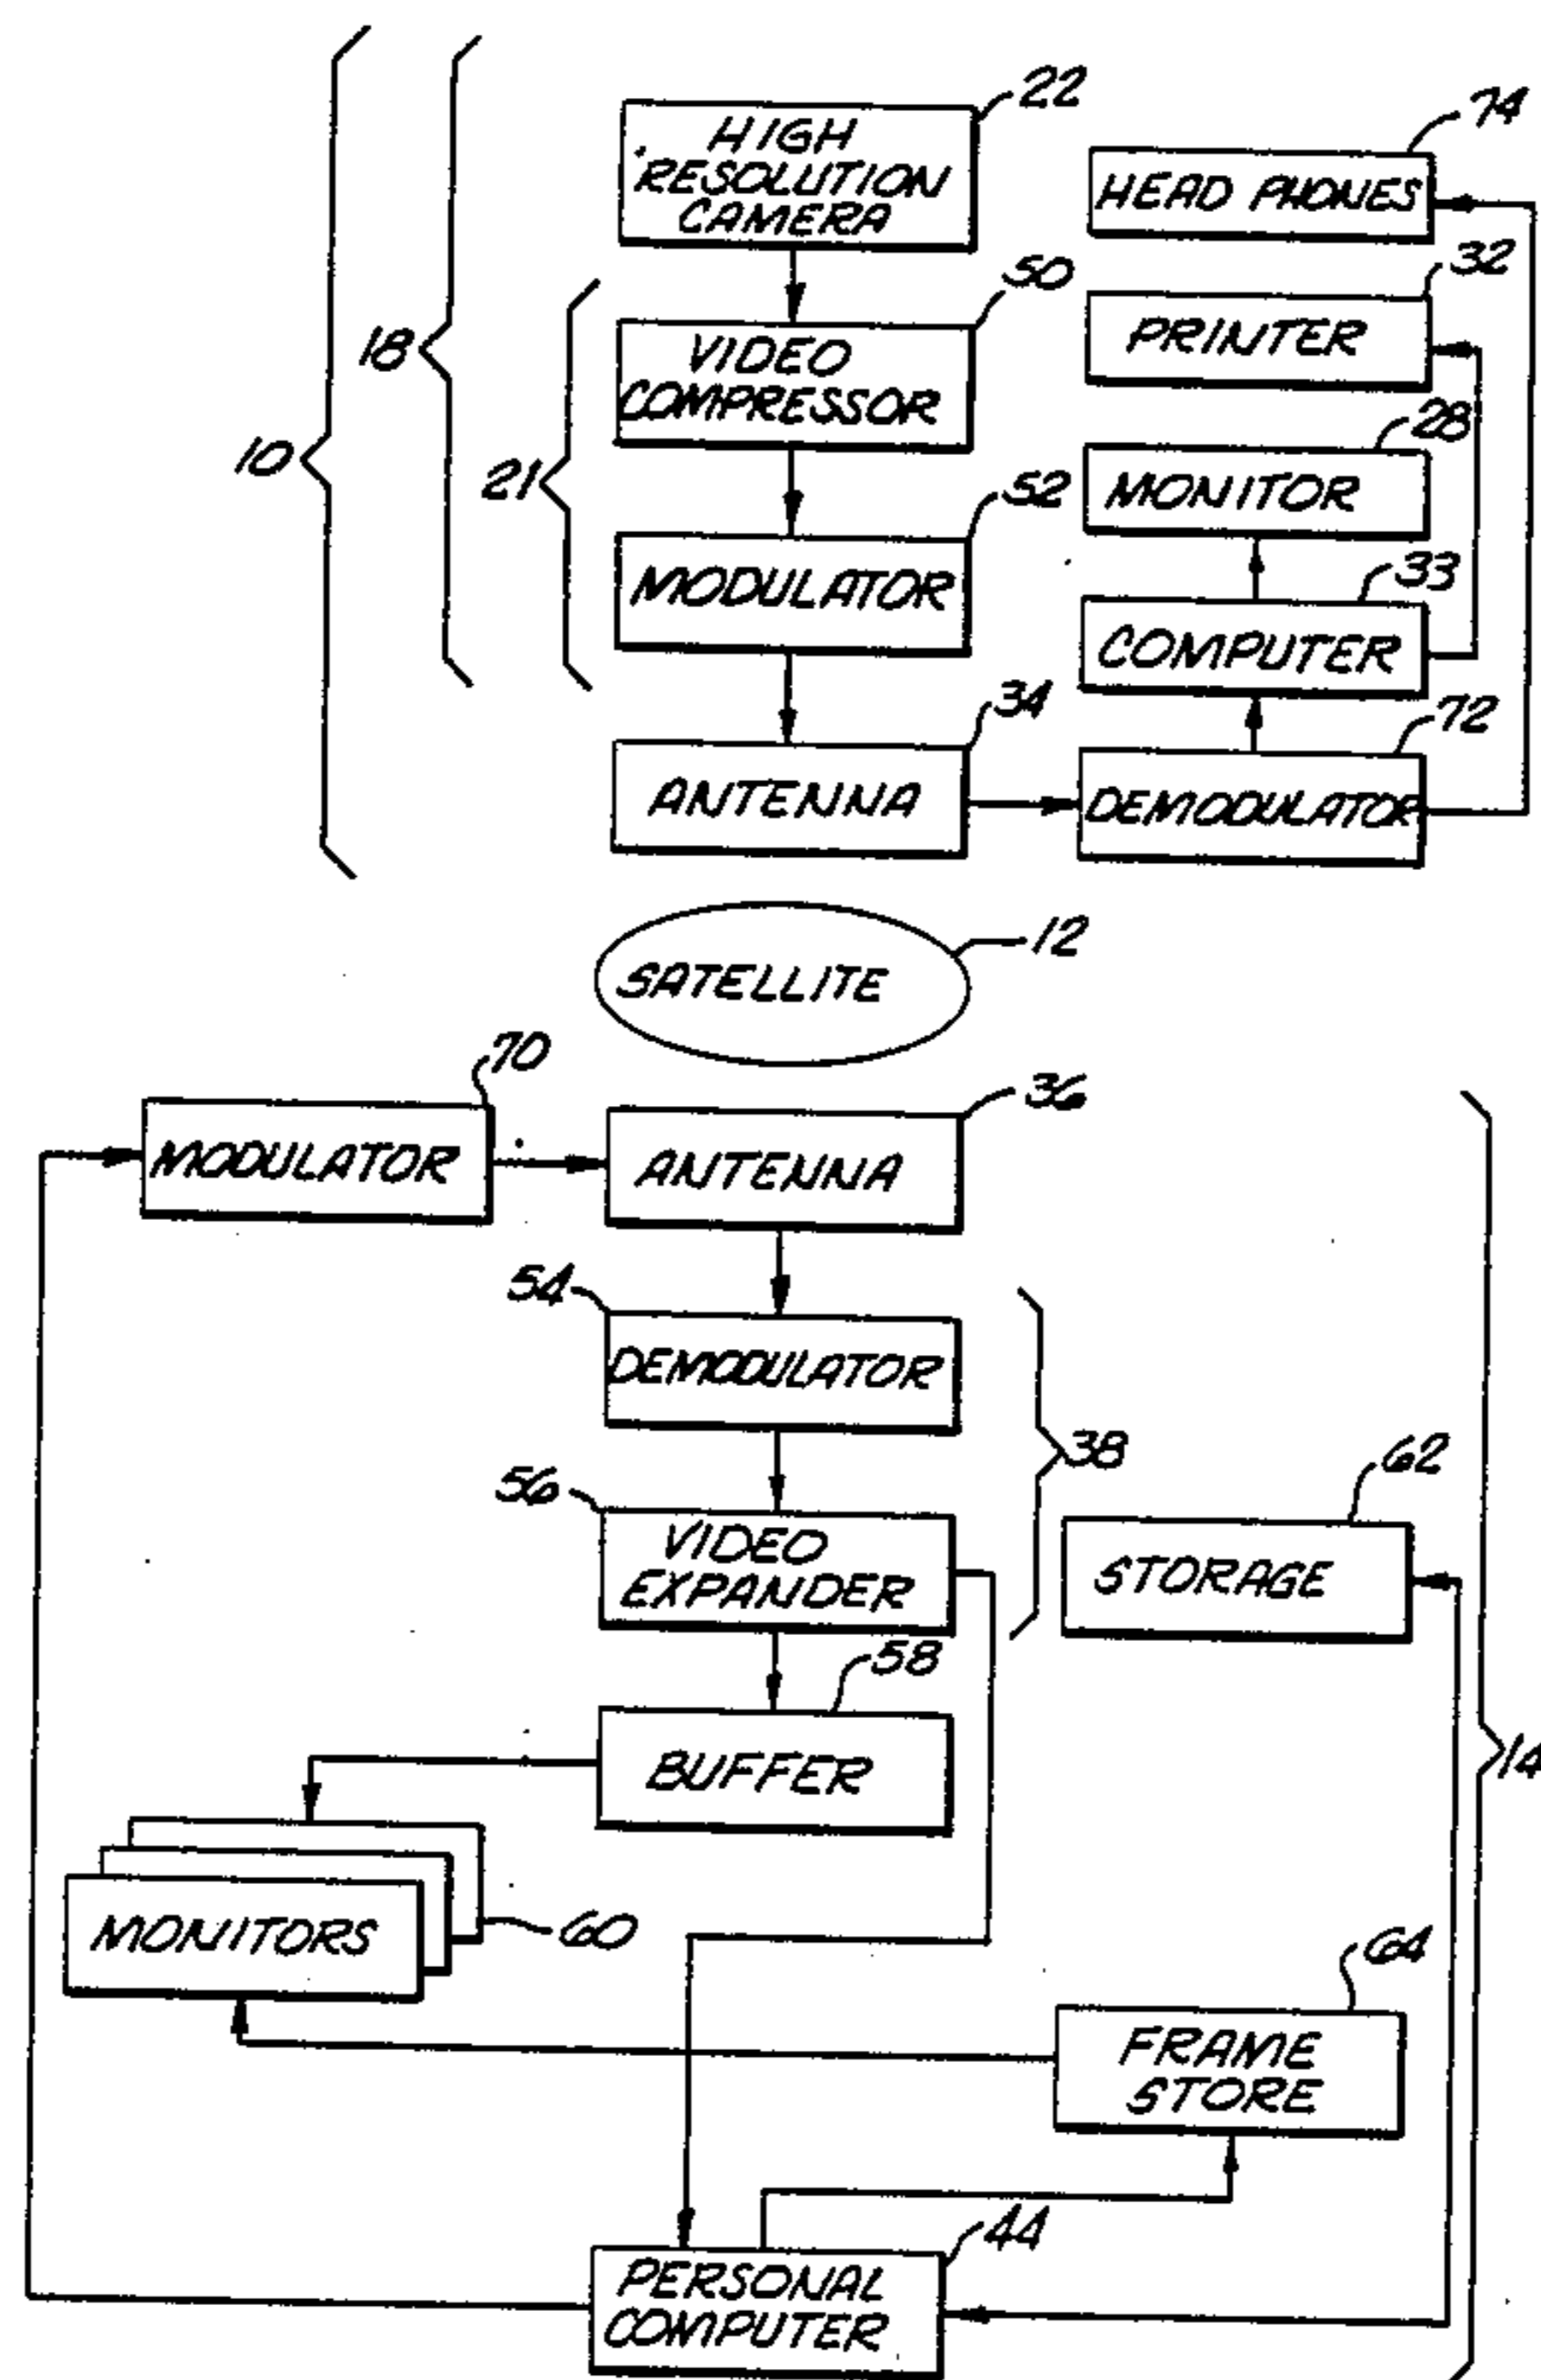 22
HIGH
RESOLUTION
CAMERA
74
HEAD PHONES
32
PRINTER
50
VIDEO
COMPRESSOR
18
28
MONITOR
10
21
52
MODULATOR
33
COMPUTER
34
ANTENNA
72
DEMODULATOR
12
SATELLITE
70
MODULATOR
36
ANTENNA
54
DEMODULATOR
38
56
VIDEO
EXPANDER
62
STORAGE
58
BUFFER
14
MONITORS
60
64
FRAME
STORE
44
PERSONAL
COMPUTER